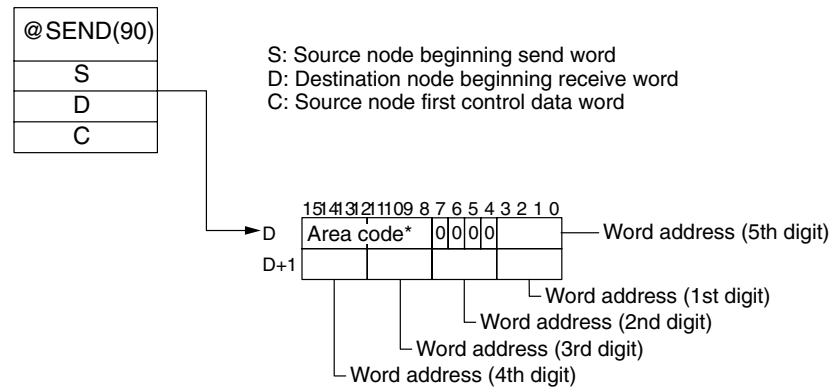 @SEND(90)
S
D
C
S: Source node beginning send word
D: Destination node beginning receive word
C: Source node first control data word
15 14 13 12 11 10 9 8 7 6 5 4 3 2 1 0
D Area code* 0 0 0 0 Word address (5th digit)
D+1
Word address (1st digit)
Word address (2nd digit)
Word address (3rd digit)
Word address (4th digit)